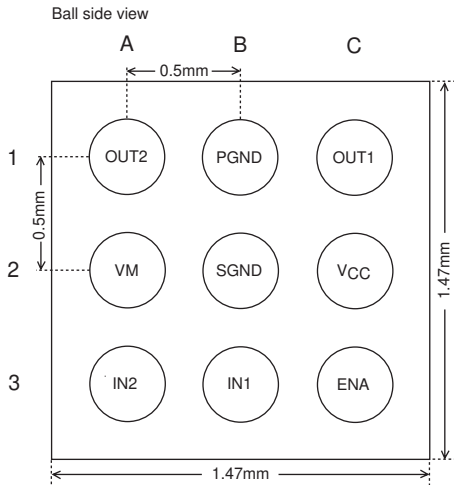 Ball side view
A B C
0.5mm
1 OUT2 PGND OUT1
0.5mm
2 VM SGND VCC
1.47mm
3 IN2 IN1 ENA
1.47mm